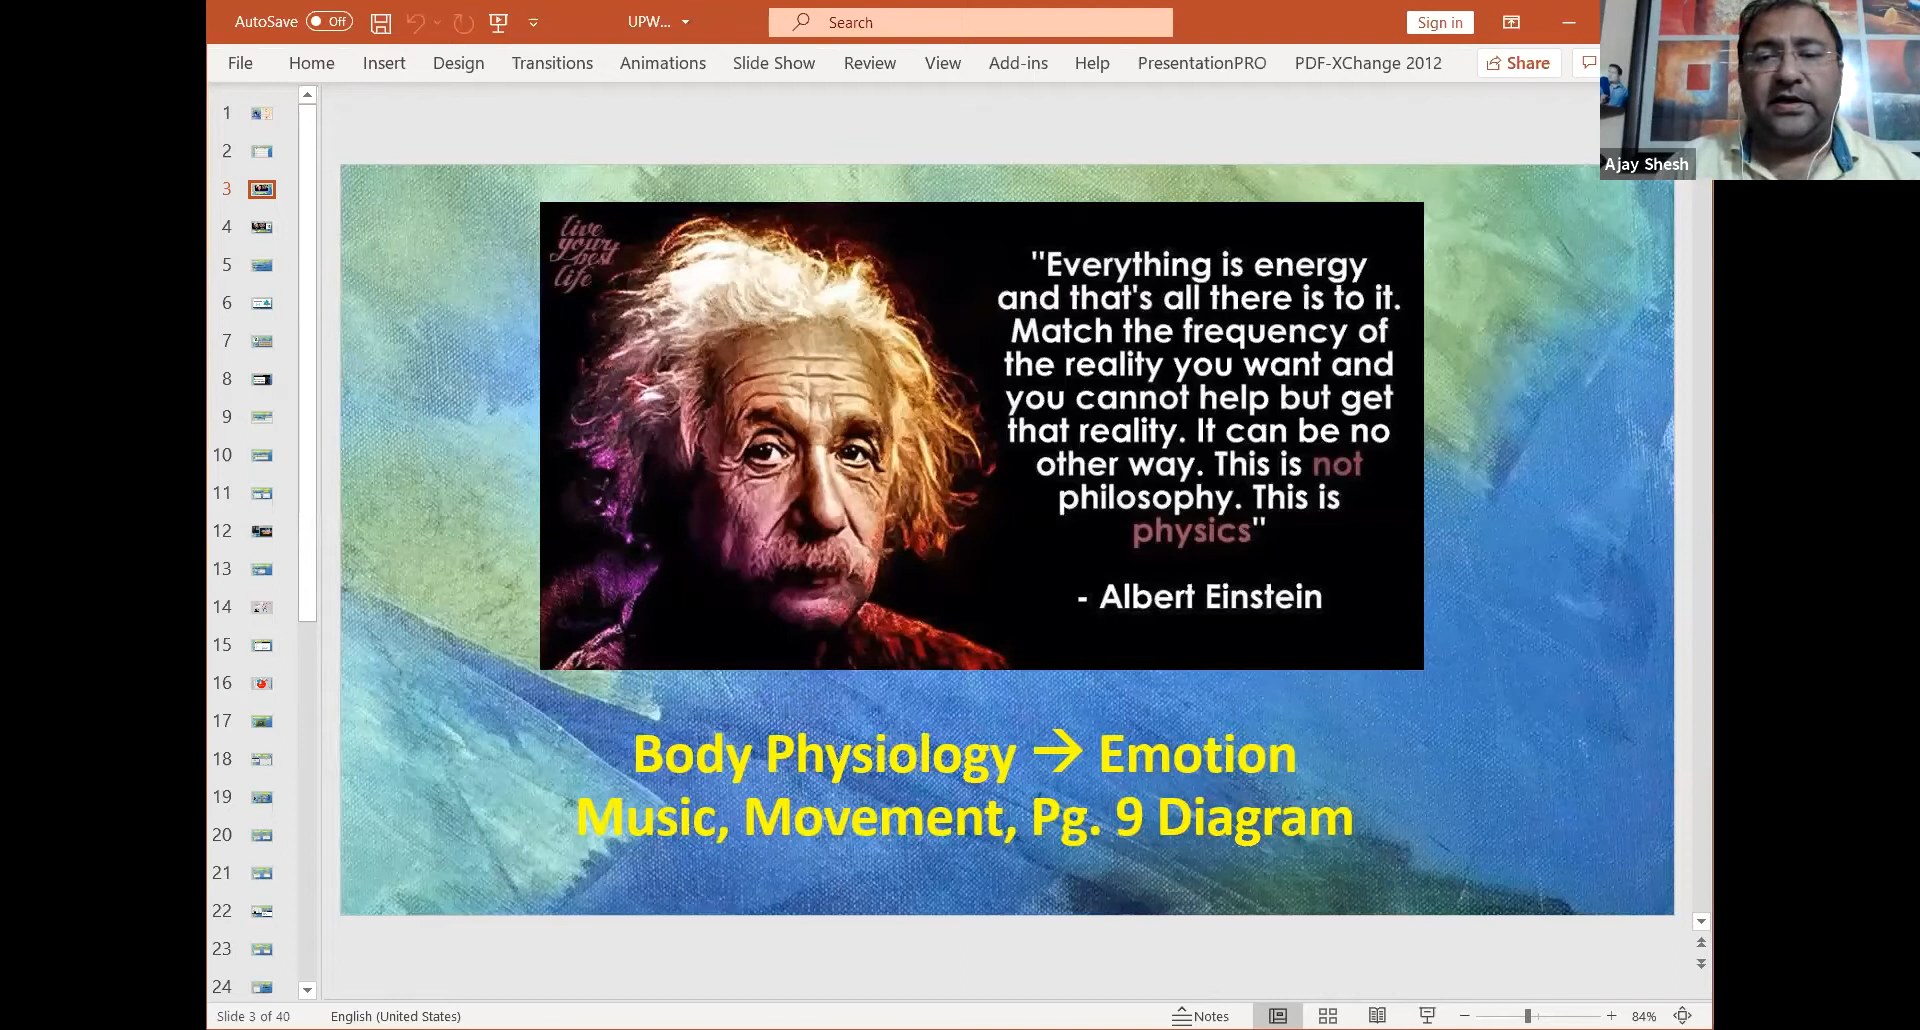 AutoSave Off UPW... Search Sign in
File Home Insert Design Transitions Animations Slide Show Review View Add-ins Help PresentationPRO PDF-XChange 2012 Share
Ajay Shesh
1
2
3
4
5
6
7
8
9
10
11
12
13
14
15
16
17
18
19
20
21
22
23
24
live
your
best
life
"Everything is energy
and that's all there is to it.
Match the frequency of
the reality you want and
you cannot help but get
that reality. It can be no
other way. This is not
philosophy. This is
physics"
- Albert Einstein
Body Physiology → Emotion
Music, Movement, Pg. 9 Diagram
Slide 3 of 40 English (United States) Notes 84%